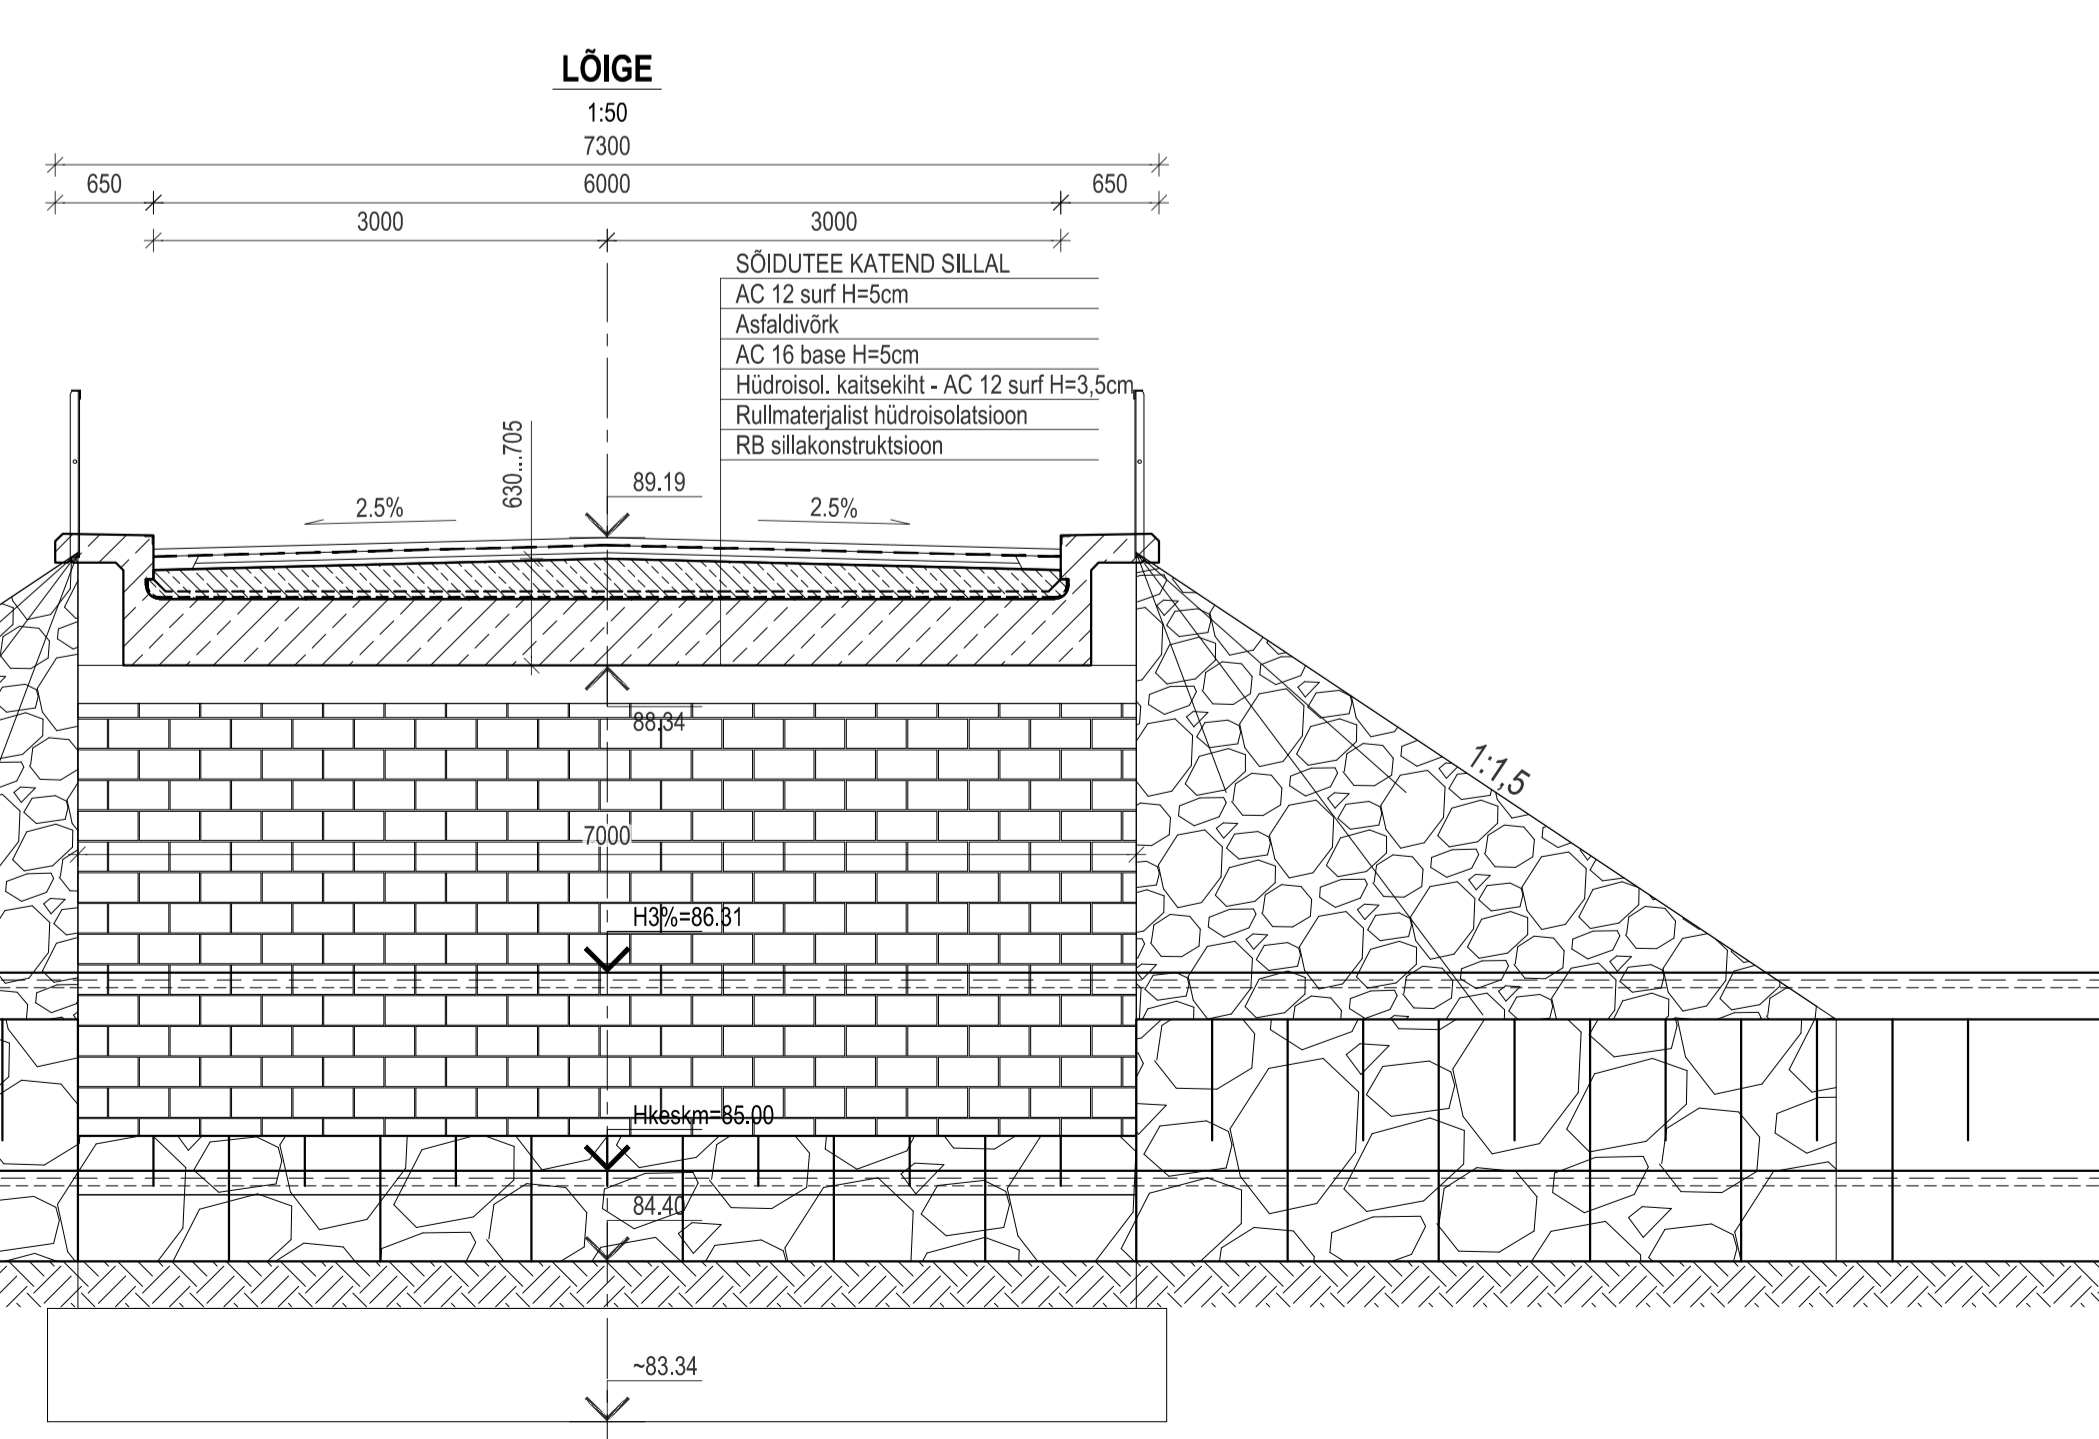 LÕIGE
1:50
7300
650
6000
650
3000
3000
SÕIDUTEE KATEND SILLAL
AC 12 surf H=5cm
Asfaldivõrk
AC 16 base H=5cm
Hüdroisol. kaitsekiht - AC 12 surf H=3,5cm
Rullmaterjalist hüdroisolatsioon
RB sillakonstruktsioon
630...705
89.19
2.5%
2.5%
88.34
1:1,5
7000
H3%=86.31
Hkeskm=85.00
84.40
~83.34